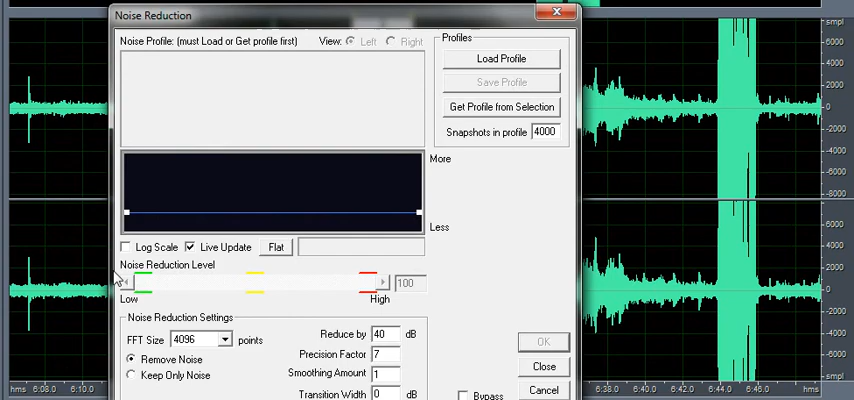 Noise Reduction
Noise Profile: (must Load or Get profile first)
View: Left Right
Profiles
Load Profile
Save Profile
Get Profile from Selection
Snapshots in profile 4000
More
Less
Log Scale Live Update Flat
Noise Reduction Level
100
Low High
Noise Reduction Settings
FFT Size 4096 points
Remove Noise
Keep Only Noise
Reduce by 40 dB
Precision Factor 7
Smoothing Amount 1
Transition Width 0 dB
OK
Close
Cancel
Bypass
smpl
6000
4000
2000
0
-2000
-4000
-6000
smpl
6000
4000
2000
0
-2000
-4000
-6000
smpl
hms 6:08.0 6:10.0
6:38.0 6:40.0 6:42.0 6:44.0 6:46.0 hms